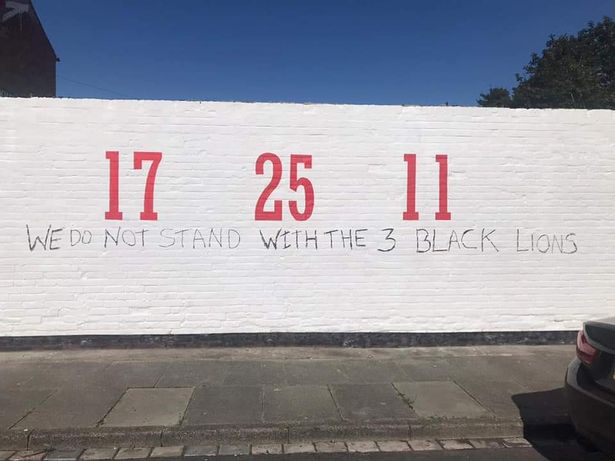 17 25 11
WE DO NOT STAND WITH THE 3 BLACK LIONS